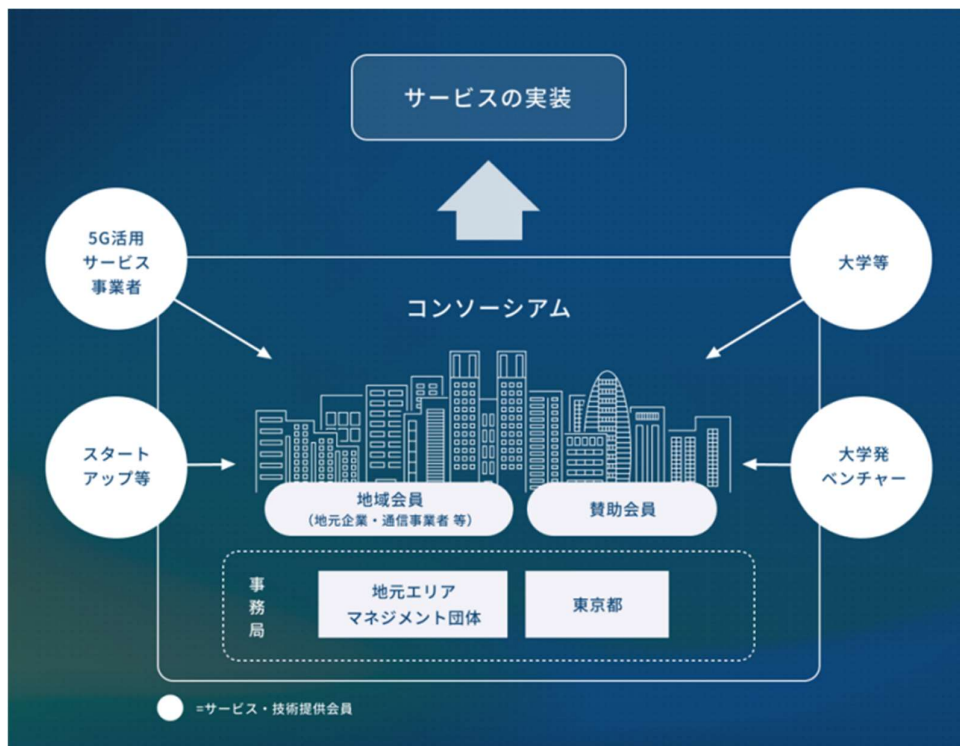 サービスの実装
5G活用
サービス
事業者
大学等
コンソーシアム
スタート
アップ等
大学発
ベンチャー
地域会員
（地元企業・通信事業者 等）
賛助会員
事務局
地元エリア
マネジメント団体
東京都
=サービス・技術提供会員